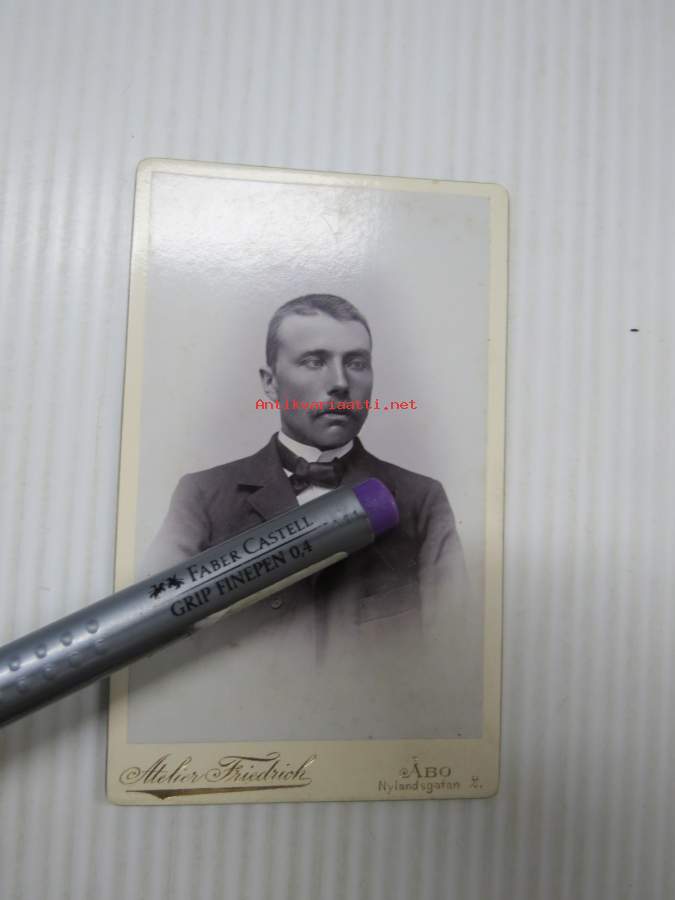 Antikvariaatti.net
FABER CASTELL
GRIP FINEPEN 0,4
Atelier Friedrich
ÅBO
Nylandsgatan 2.